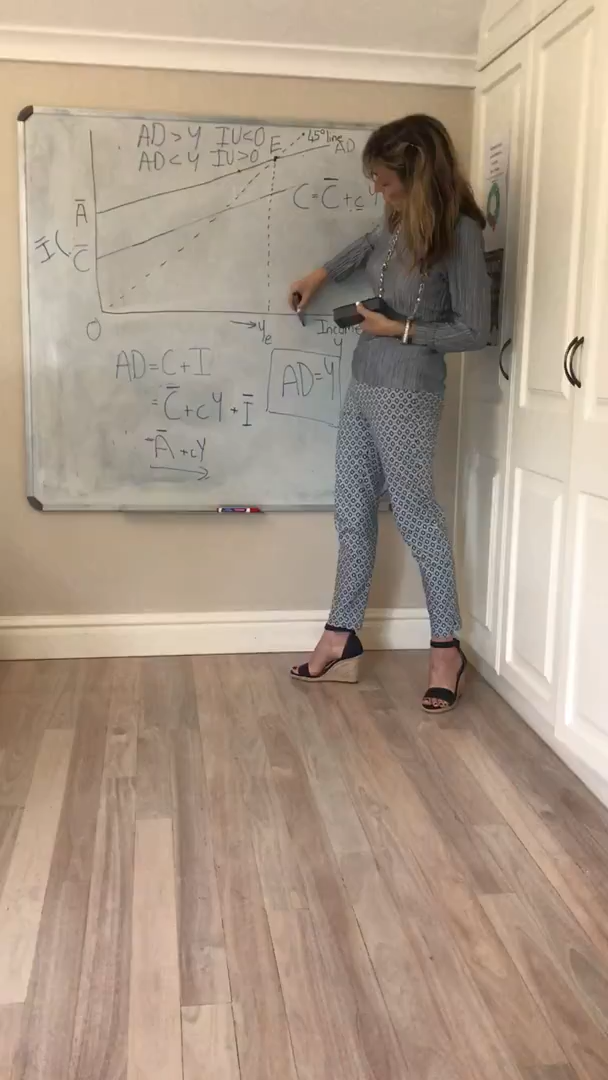 AD>Y IU<0
AD<Y IU>0
E
45° line
AD
Ā
Ī(
C̄
C=C̄+cY
O
→Ye
Income
Y
AD=C+I
=C̄+cY+Ī
=Ā+cY
AD=Y